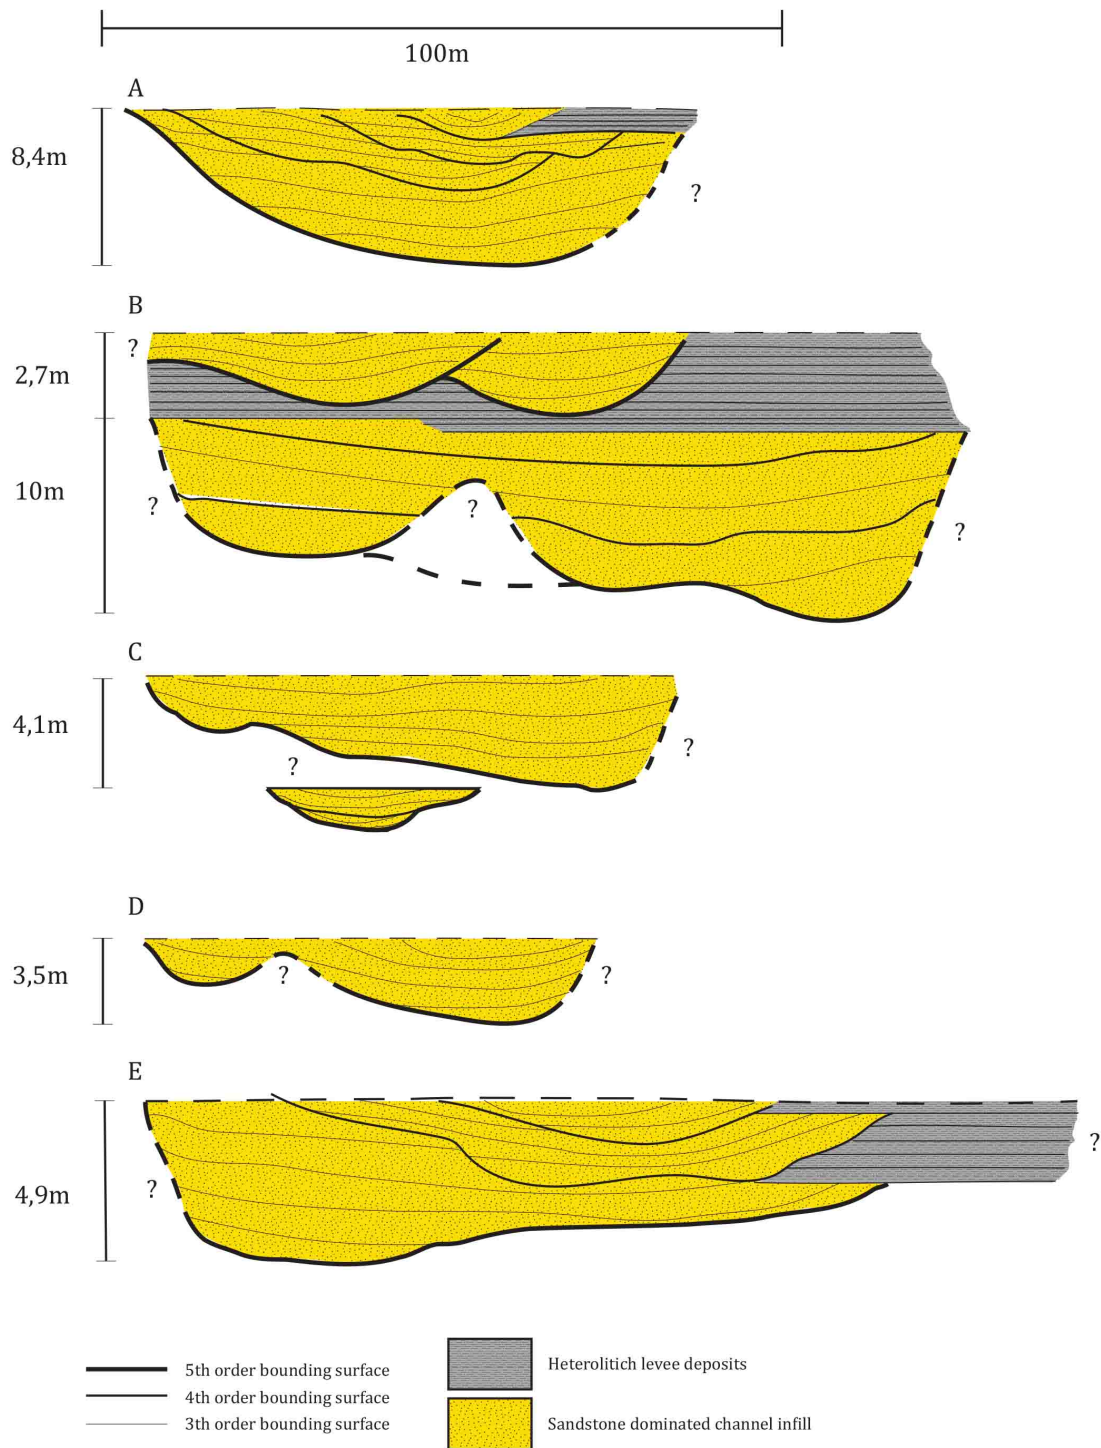 100m
A
8,4m
?
B
?
2,7m
10m
?
?
?
C
4,1m
?
?
D
3,5m
?
?
E
?
?
4,9m
5th order bounding surface
4th order bounding surface
3th order bounding surface
Heterolitich levee deposits
Sandstone dominated channel infill